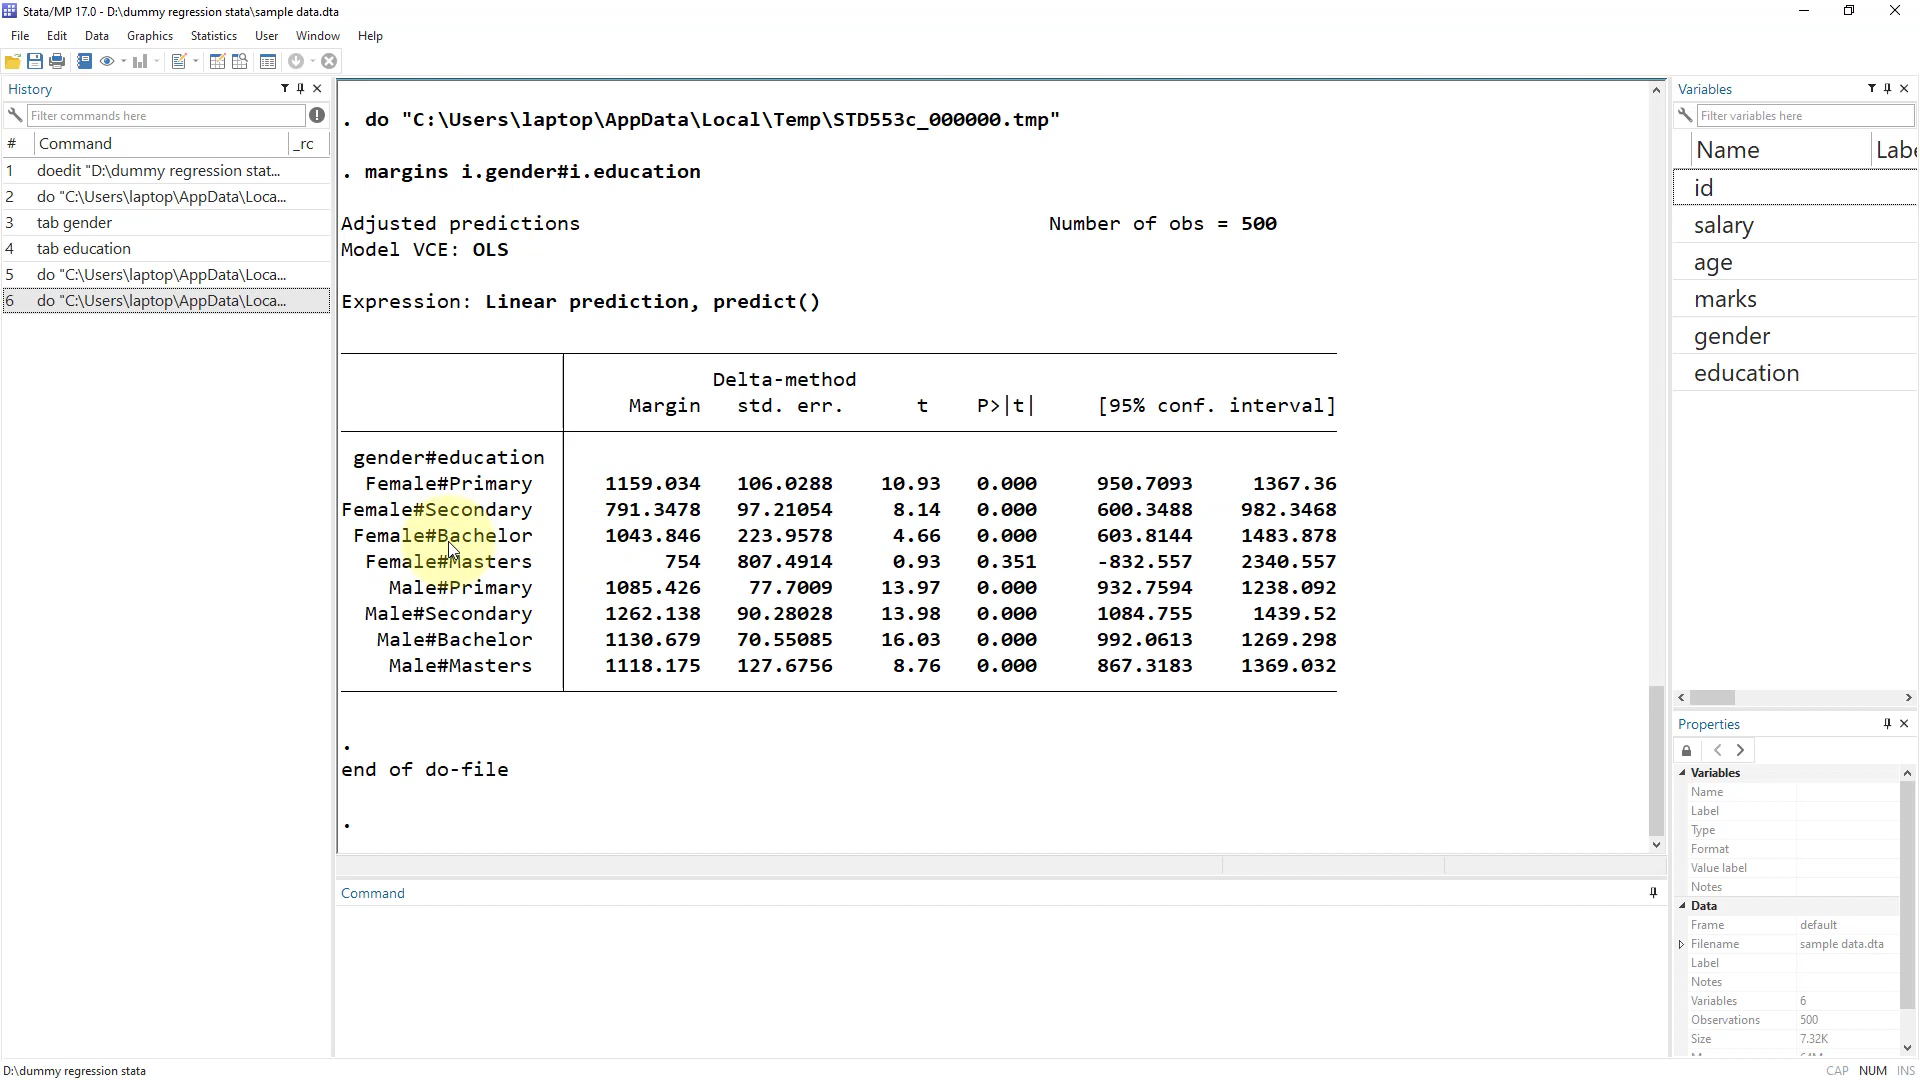 Stata/MP 17.0 - D:\dummy regression stata\sample data.dta
File Edit Data Graphics Statistics User Window Help
History
Filter commands here
# Command _rc
1 doedit "D:\dummy regression stat...
2 do "C:\Users\laptop\AppData\Loca...
3 tab gender
4 tab education
5 do "C:\Users\laptop\AppData\Loca...
6 do "C:\Users\laptop\AppData\Loca...
. do "C:\Users\laptop\AppData\Local\Temp\STD553c_000000.tmp"
. margins i.gender#i.education
Adjusted predictions Number of obs = 500
Model VCE: OLS
Expression: Linear prediction, predict()
Delta-method
Margin std. err. t P>|t| [95% conf. interval]
gender#education
Female#Primary 1159.034 106.0288 10.93 0.000 950.7093 1367.36
Female#Secondary 791.3478 97.21054 8.14 0.000 600.3488 982.3468
Female#Bachelor 1043.846 223.9578 4.66 0.000 603.8144 1483.878
Female#Masters 754 807.4914 0.93 0.351 -832.557 2340.557
Male#Primary 1085.426 77.7009 13.97 0.000 932.7594 1238.092
Male#Secondary 1262.138 90.28028 13.98 0.000 1084.755 1439.52
Male#Bachelor 1130.679 70.55085 16.03 0.000 992.0613 1269.298
Male#Masters 1118.175 127.6756 8.76 0.000 867.3183 1369.032
.
end of do-file
.
Command
Variables
Filter variables here
Name Labe
id
salary
age
marks
gender
education
Properties
Variables
Name
Label
Type
Format
Value label
Notes
Data
Frame default
Filename sample data.dta
Label
Notes
Variables 6
Observations 500
Size 7.32K
D:\dummy regression stata
CAP NUM INS